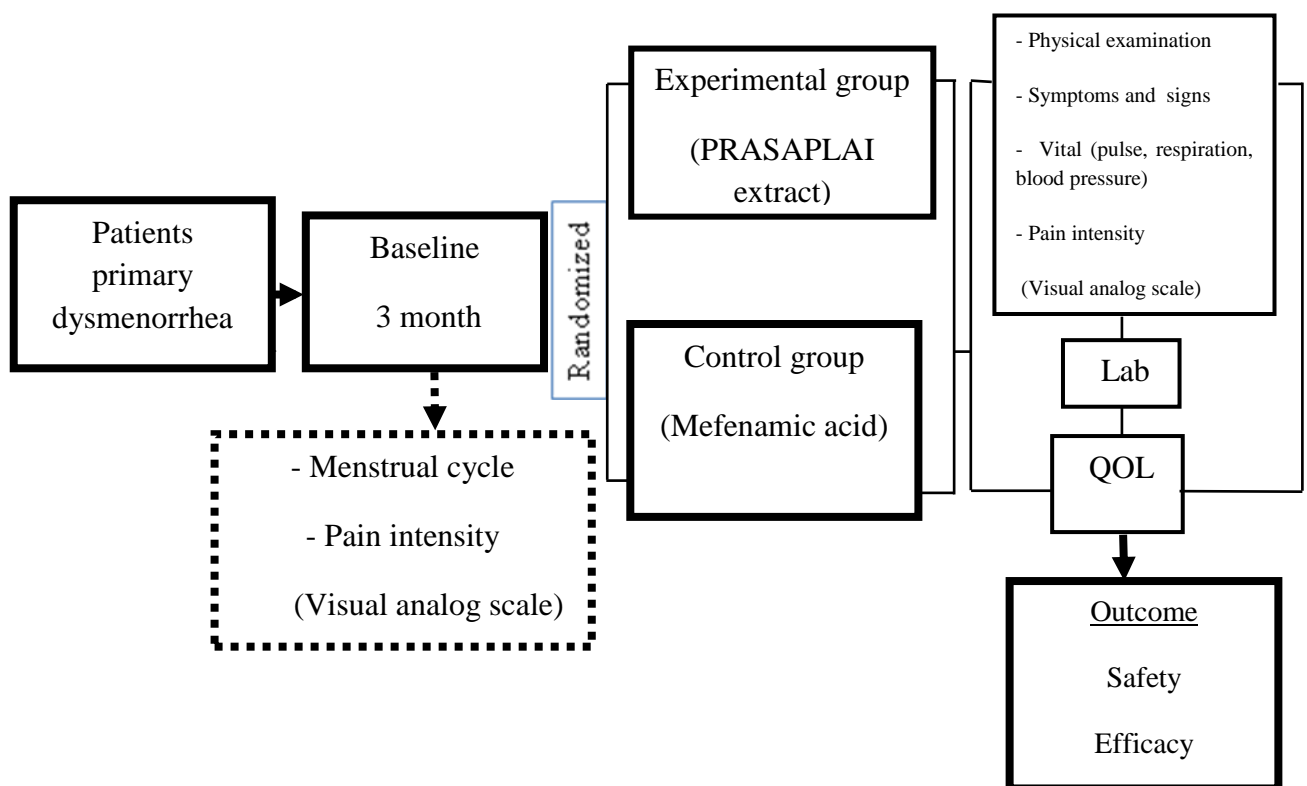 Patients
primary
dysmenorrhea
Baseline
3 month
- Menstrual cycle
- Pain intensity
(Visual analog scale)
Randomized
Experimental group
(PRASAPLAI
extract)
Control group
(Mefenamic acid)
- Physical examination
- Symptoms and signs
- Vital (pulse, respiration,
blood pressure)
- Pain intensity
(Visual analog scale)
Lab
QOL
Outcome
Safety
Efficacy